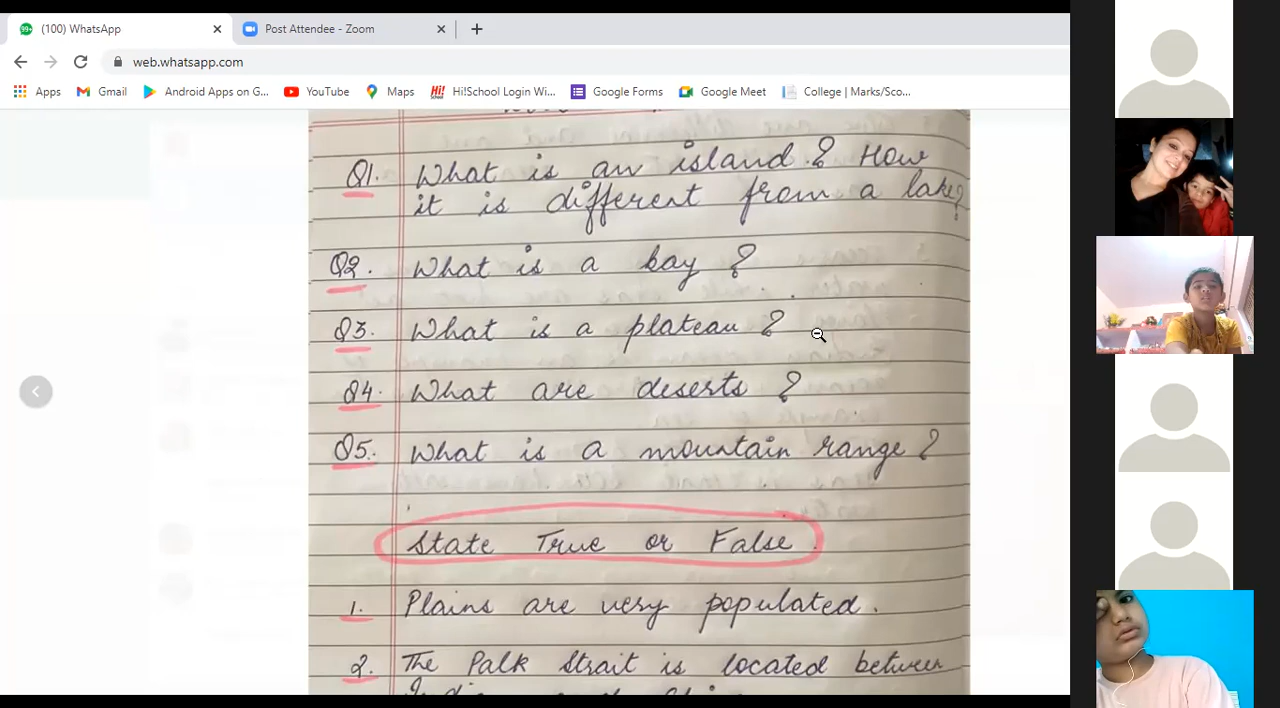 99+ (100) WhatsApp
Post Attendee - Zoom
web.whatsapp.com
Apps Gmail Android Apps on G... YouTube Maps Hi! Hi!School Login Wi... Google Forms Google Meet College | Marks/Sco...
Q1. What is an island ? How
it is different from a lake?
Q2. What is a bay ?
Q3. What is a plateau ?
Q4. What are deserts ?
Q5. What is a mountain range ?
State True or False.
1. Plains are very populated.
2. The Palk Strait is located between